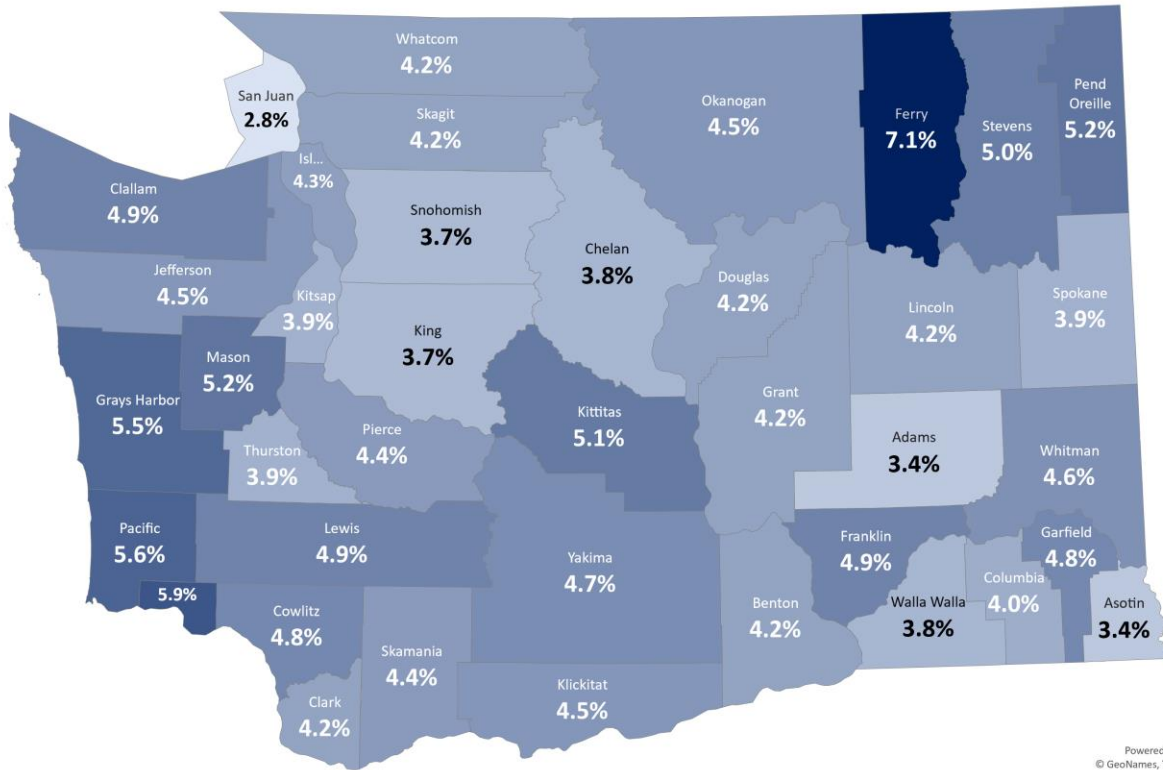 Whatcom
4.2%
San Juan
2.8%
Skagit
4.2%
Isl...
4.3%
Okanogan
4.5%
Ferry
7.1%
Stevens
5.0%
Pend
Oreille
5.2%
Clallam
4.9%
Snohomish
3.7%
Chelan
3.8%
Jefferson
4.5%
Kitsap
3.9%
Douglas
4.2%
Lincoln
4.2%
Spokane
3.9%
King
3.7%
Mason
5.2%
Grays Harbor
5.5%
Kittitas
5.1%
Grant
4.2%
Thurston
3.9%
Pierce
4.4%
Adams
3.4%
Whitman
4.6%
Pacific
5.6%
Lewis
4.9%
Yakima
4.7%
Franklin
4.9%
Garfield
4.8%
5.9%
Cowlitz
4.8%
Benton
4.2%
Walla Walla
3.8%
Columbia
4.0%
Asotin
3.4%
Skamania
4.4%
Clark
4.2%
Klickitat
4.5%
Powered
© GeoNames,